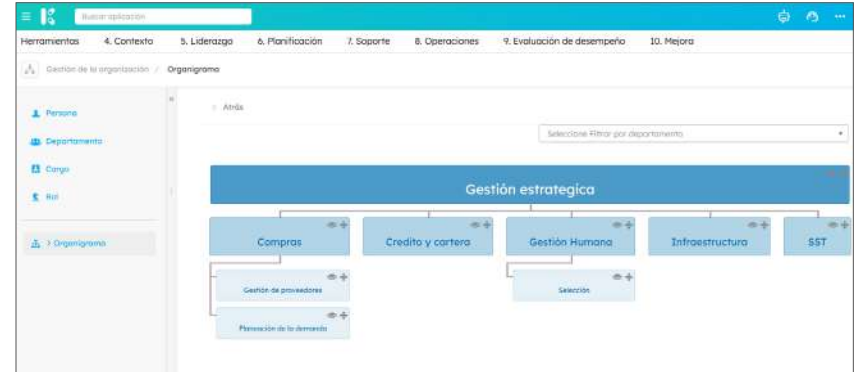 Buscar aplicación
Herramientas 4. Contexto 5. Liderazgo 6. Planificación 7. Soporte 8. Operaciones 9. Evaluación de desempeño 10. Mejora
Gestión de la organización / Organigrama
Persona
Departamento
Cargo
Rol
> Organigrama
Atrás
Seleccione Filtrar por departamento
Gestión estrategica
Compras
Credito y cartera
Gestión Humana
Infraestructura
SST
Gestión de proveedores
Selección
Planeación de la demanda